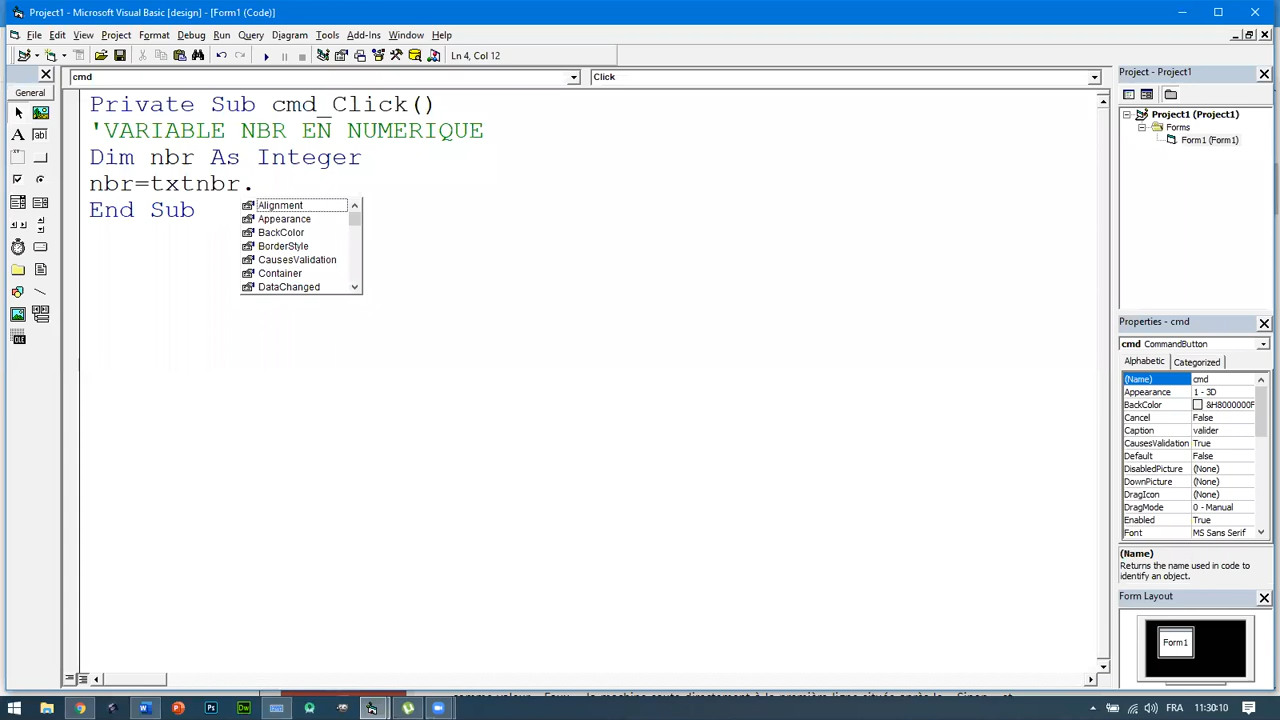 Project1 - Microsoft Visual Basic [design] - [Form1 (Code)]
File Edit View Project Format Debug Run Query Diagram Tools Add-Ins Window Help
Ln 4, Col 12
General
cmd
Click
Private Sub cmd_Click()
'VARIABLE NBR EN NUMERIQUE
Dim nbr As Integer
nbr=txtnbr.
End Sub
Alignment
Appearance
BackColor
BorderStyle
CausesValidation
Container
DataChanged
Project - Project1
Project1 (Project1)
Forms
Form1 (Form1)
Properties - cmd
cmd CommandButton
Alphabetic Categorized
(Name) cmd
Appearance 1 - 3D
BackColor &H8000000F
Cancel False
Caption valider
CausesValidation True
Default False
DisabledPicture (None)
DownPicture (None)
DragIcon (None)
DragMode 0 - Manual
Enabled True
Font MS Sans Serif
(Name)
Returns the name used in code to
identify an object.
Form Layout
Form1
FRA 11:30:10